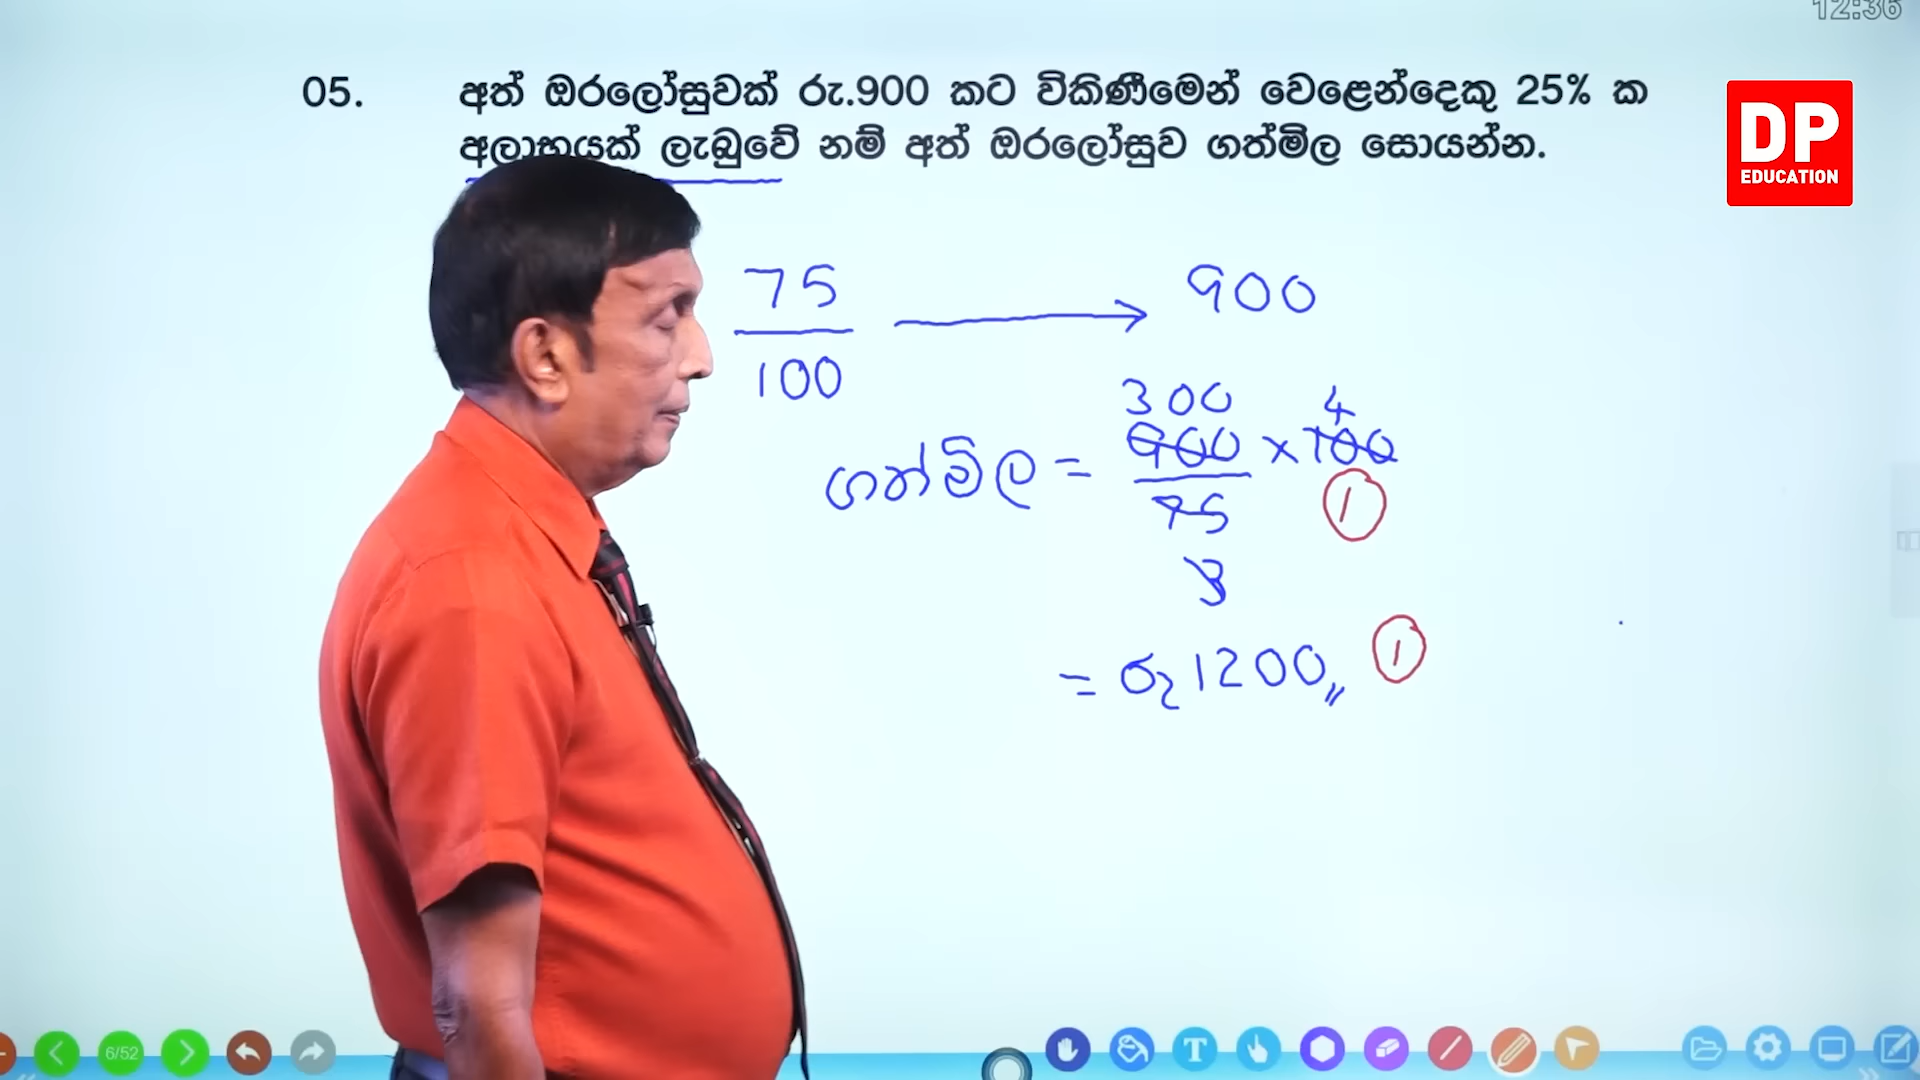 12:36
05. අත් ඔරලෝසුවක් රු.900 කට විකිණීමෙන් වෙළෙන්දෙකු 25% ක
අලාභයක් ලැබුවේ නම් අත් ඔරලෝසුව ගත්මිල සොයන්න.
DP
EDUCATION
75
100
900
300 4
ගත්මිල = 900 × 100
75 1
3
= රු 1200 1
6/52
T